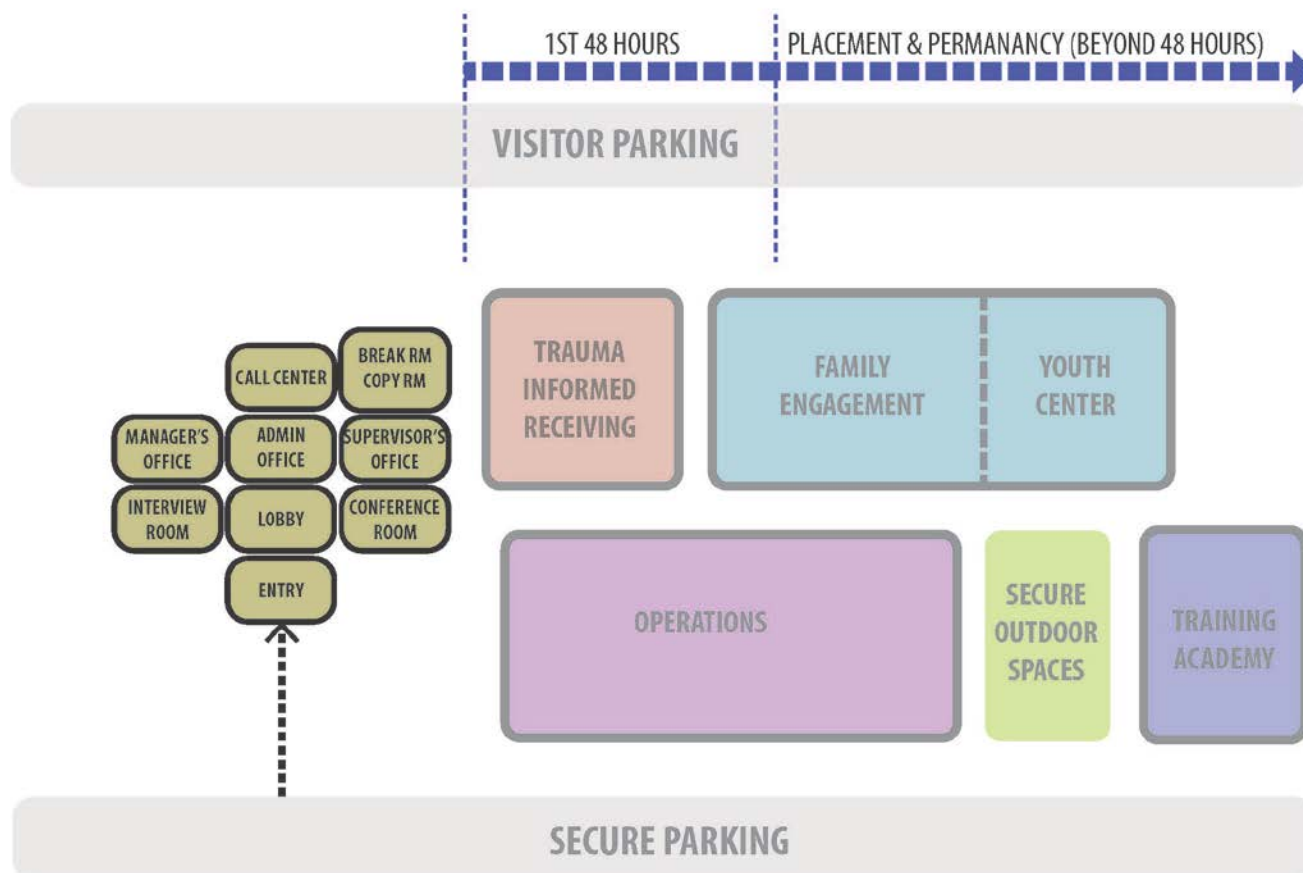 1ST 48 HOURS
PLACEMENT & PERMANANCY (BEYOND 48 HOURS)
VISITOR PARKING
CALL CENTER
BREAK RM
COPY RM
MANAGER'S
OFFICE
ADMIN
OFFICE
SUPERVISOR'S
OFFICE
INTERVIEW
ROOM
LOBBY
CONFERENCE
ROOM
ENTRY
TRAUMA
INFORMED
RECEIVING
FAMILY
ENGAGEMENT
YOUTH
CENTER
OPERATIONS
SECURE
OUTDOOR
SPACES
TRAINING
ACADEMY
SECURE PARKING